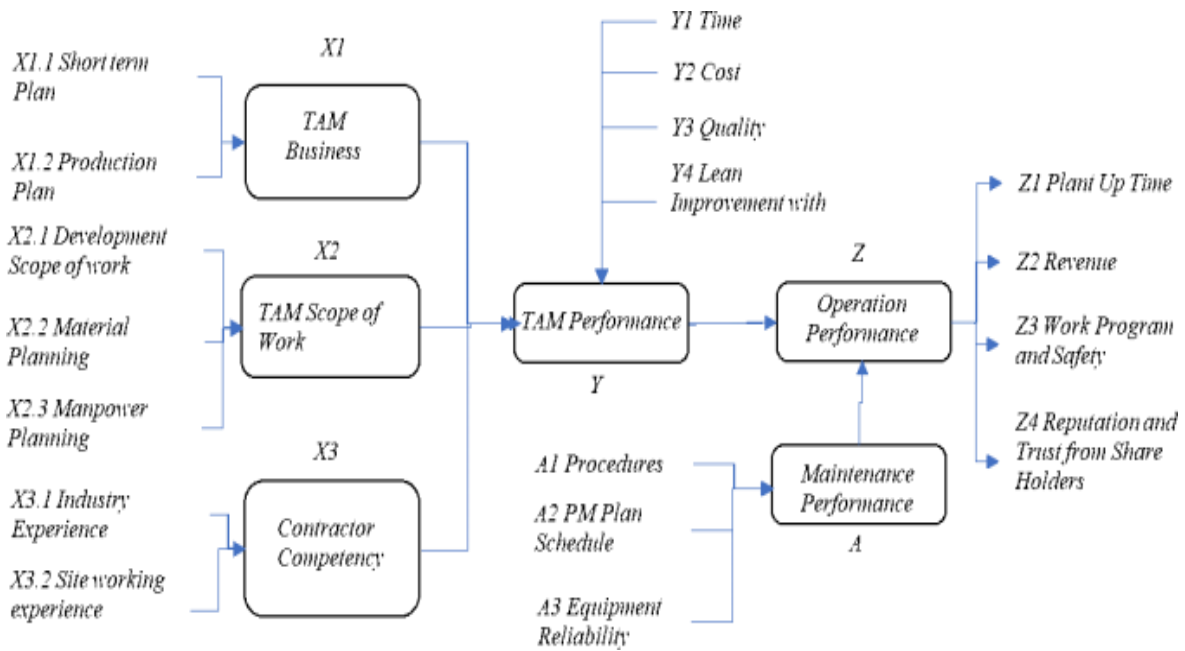 X1
X1.1 Short term
Plan
TAM
Business
X1.2 Production
Plan
X2.1 Development
Scope of work
X2
TAM Scope of
Work
X2.2 Material
Planning
X2.3 Manpower
Planning
X3
X3.1 Industry
Experience
Contractor
Competency
X3.2 Site working
experience
Y1 Time
Y2 Cost
Y3 Quality
Y4 Lean
Improvement with
TAM Performance
Y
Z
Operation
Performance
A1 Procedures
A2 PM Plan
Schedule
A3 Equipment
Reliability
Maintenance
Performance
A
Z1 Plant Up Time
Z2 Revenue
Z3 Work Program
and Safety
Z4 Reputation and
Trust from Share
Holders